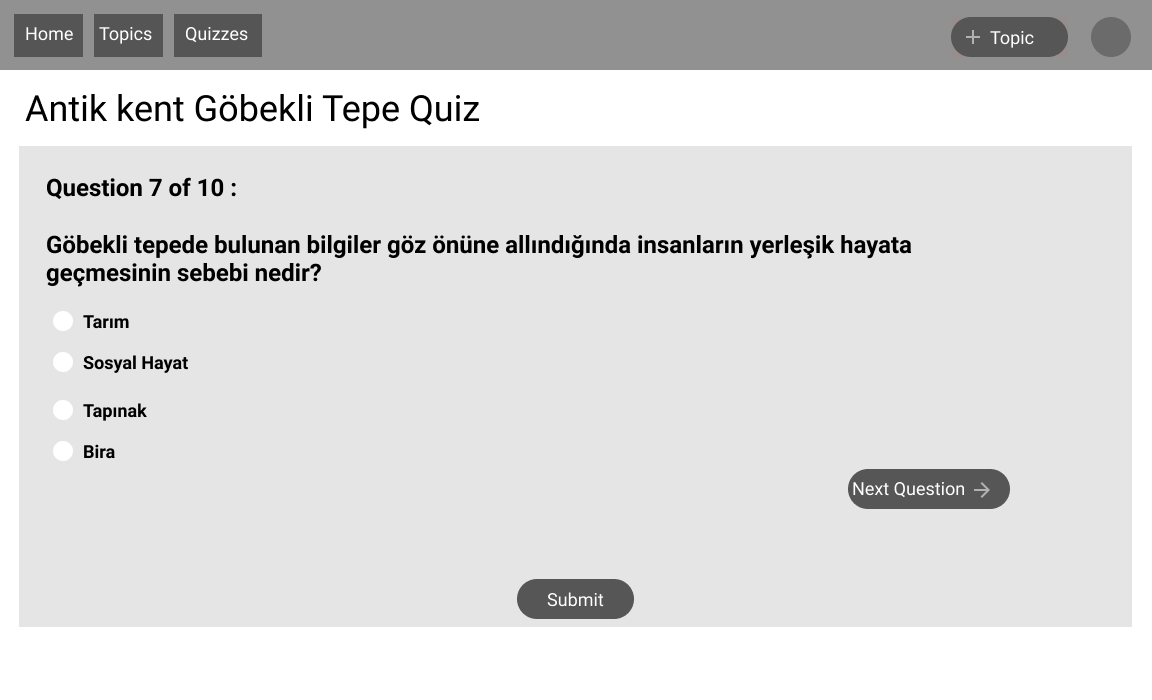 Home Topics Quizzes + Topic
Antik kent Göbekli Tepe Quiz
Question 7 of 10 :
Göbekli tepede bulunan bilgiler göz önüne allındığında insanların yerleşik hayata
geçmesinin sebebi nedir?
Tarım
Sosyal Hayat
Tapınak
Bira
Next Question →
Submit